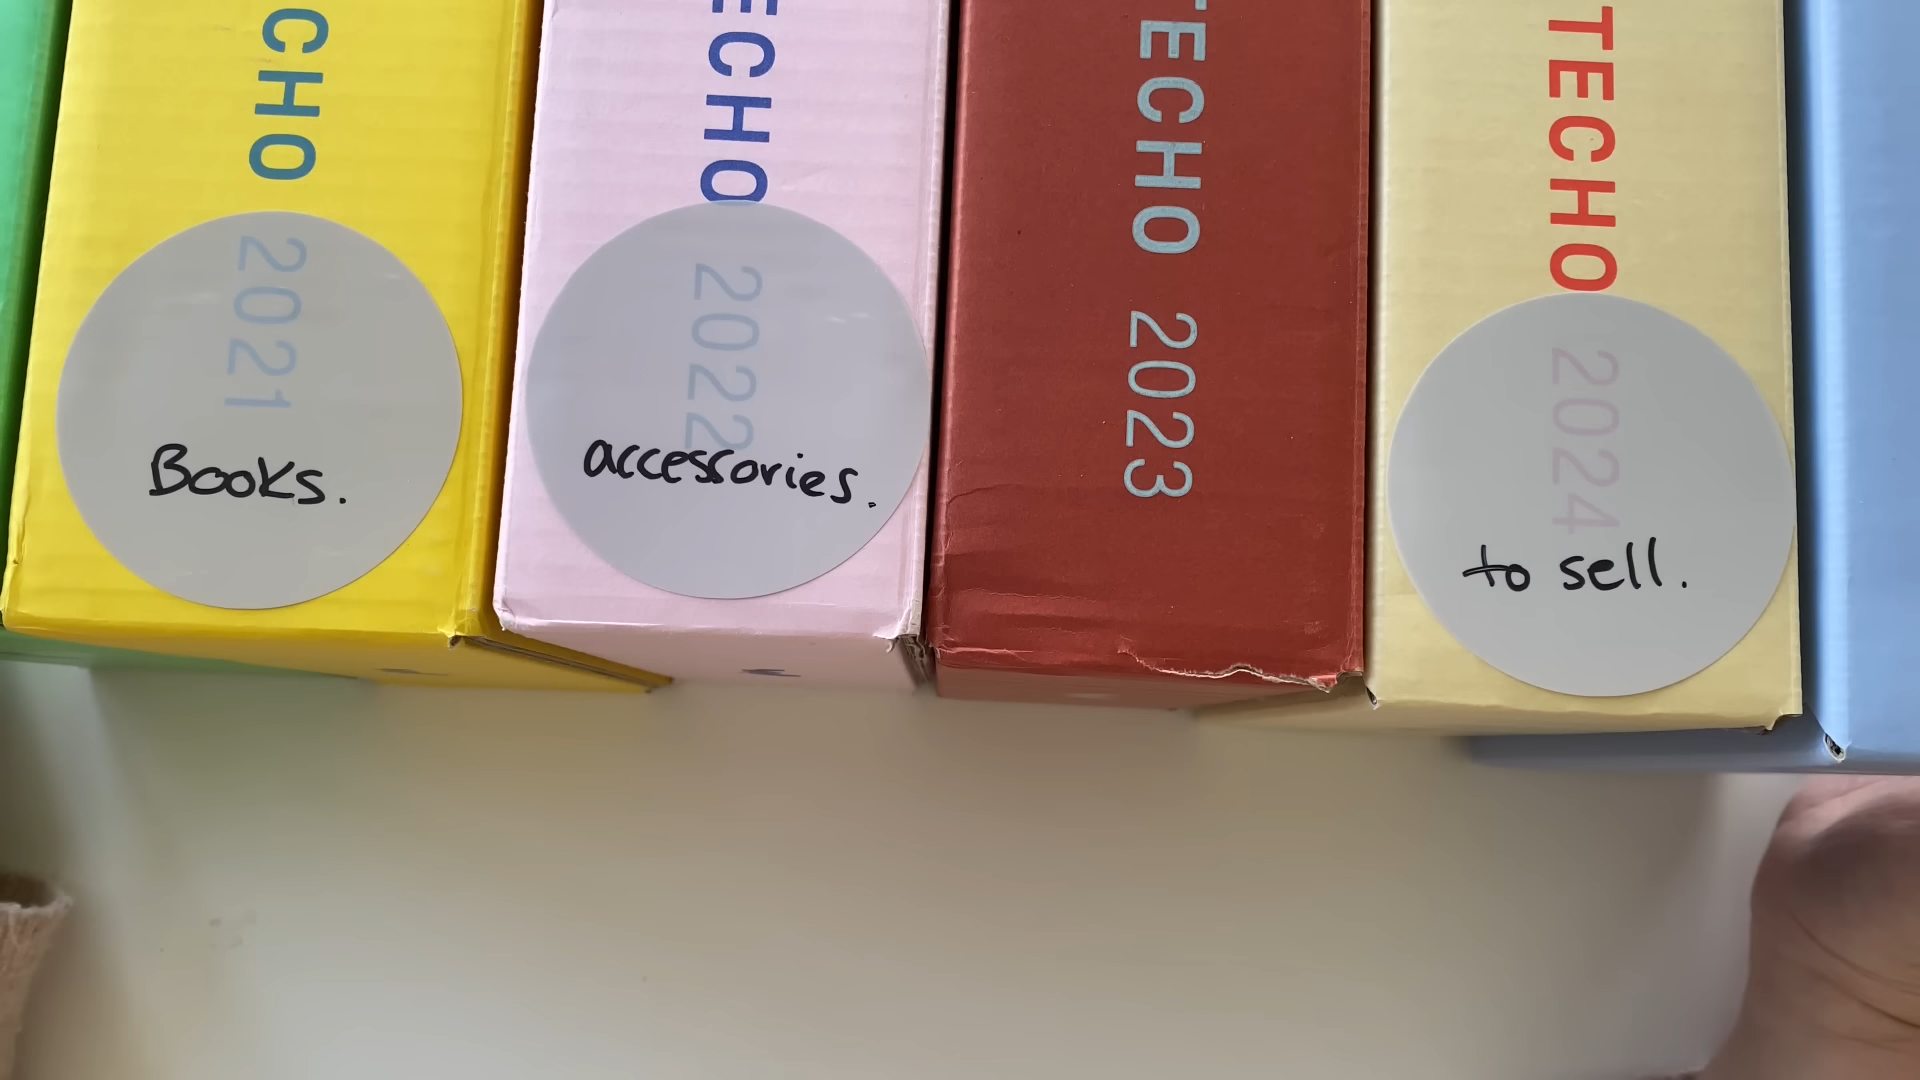 CHO 2021
Books.
ECHO 2022
accessories.
TECHO 2023
TECHO 2024
to sell.